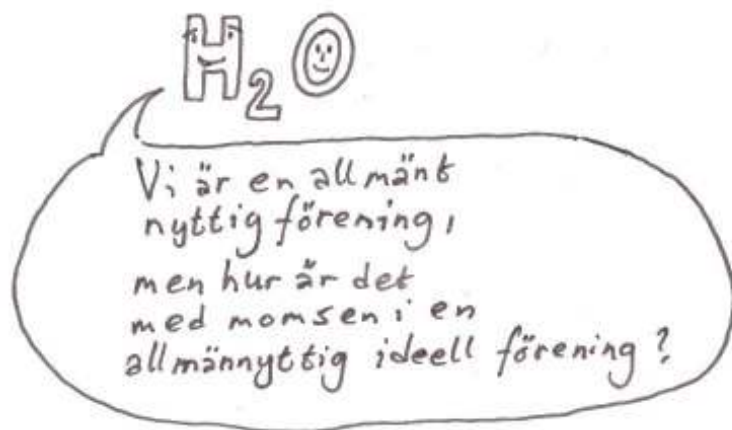 H2O
Vi är en allmänt
nyttig förening,
men hur är det
med momsen i en
allmännyttig ideell förening?